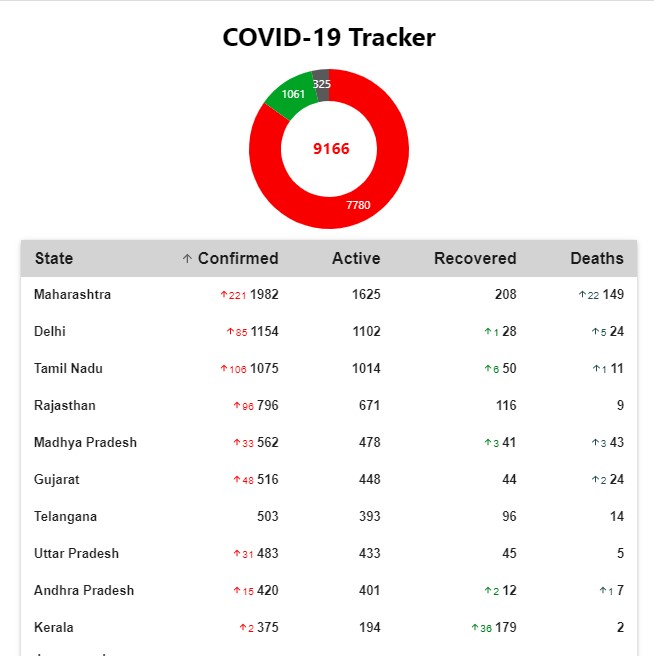 COVID-19 Tracker
325
1061
9166
7780
State ↑ Confirmed Active Recovered Deaths
Maharashtra ↑221 1982 1625 208 ↑22 149
Delhi ↑85 1154 1102 ↑1 28 ↑5 24
Tamil Nadu ↑106 1075 1014 ↑6 50 ↑1 11
Rajasthan ↑96 796 671 116 9
Madhya Pradesh ↑33 562 478 ↑3 41 ↑3 43
Gujarat ↑48 516 448 44 ↑2 24
Telangana 503 393 96 14
Uttar Pradesh ↑31 483 433 45 5
Andhra Pradesh ↑15 420 401 ↑2 12 ↑1 7
Kerala ↑2 375 194 ↑36 179 2